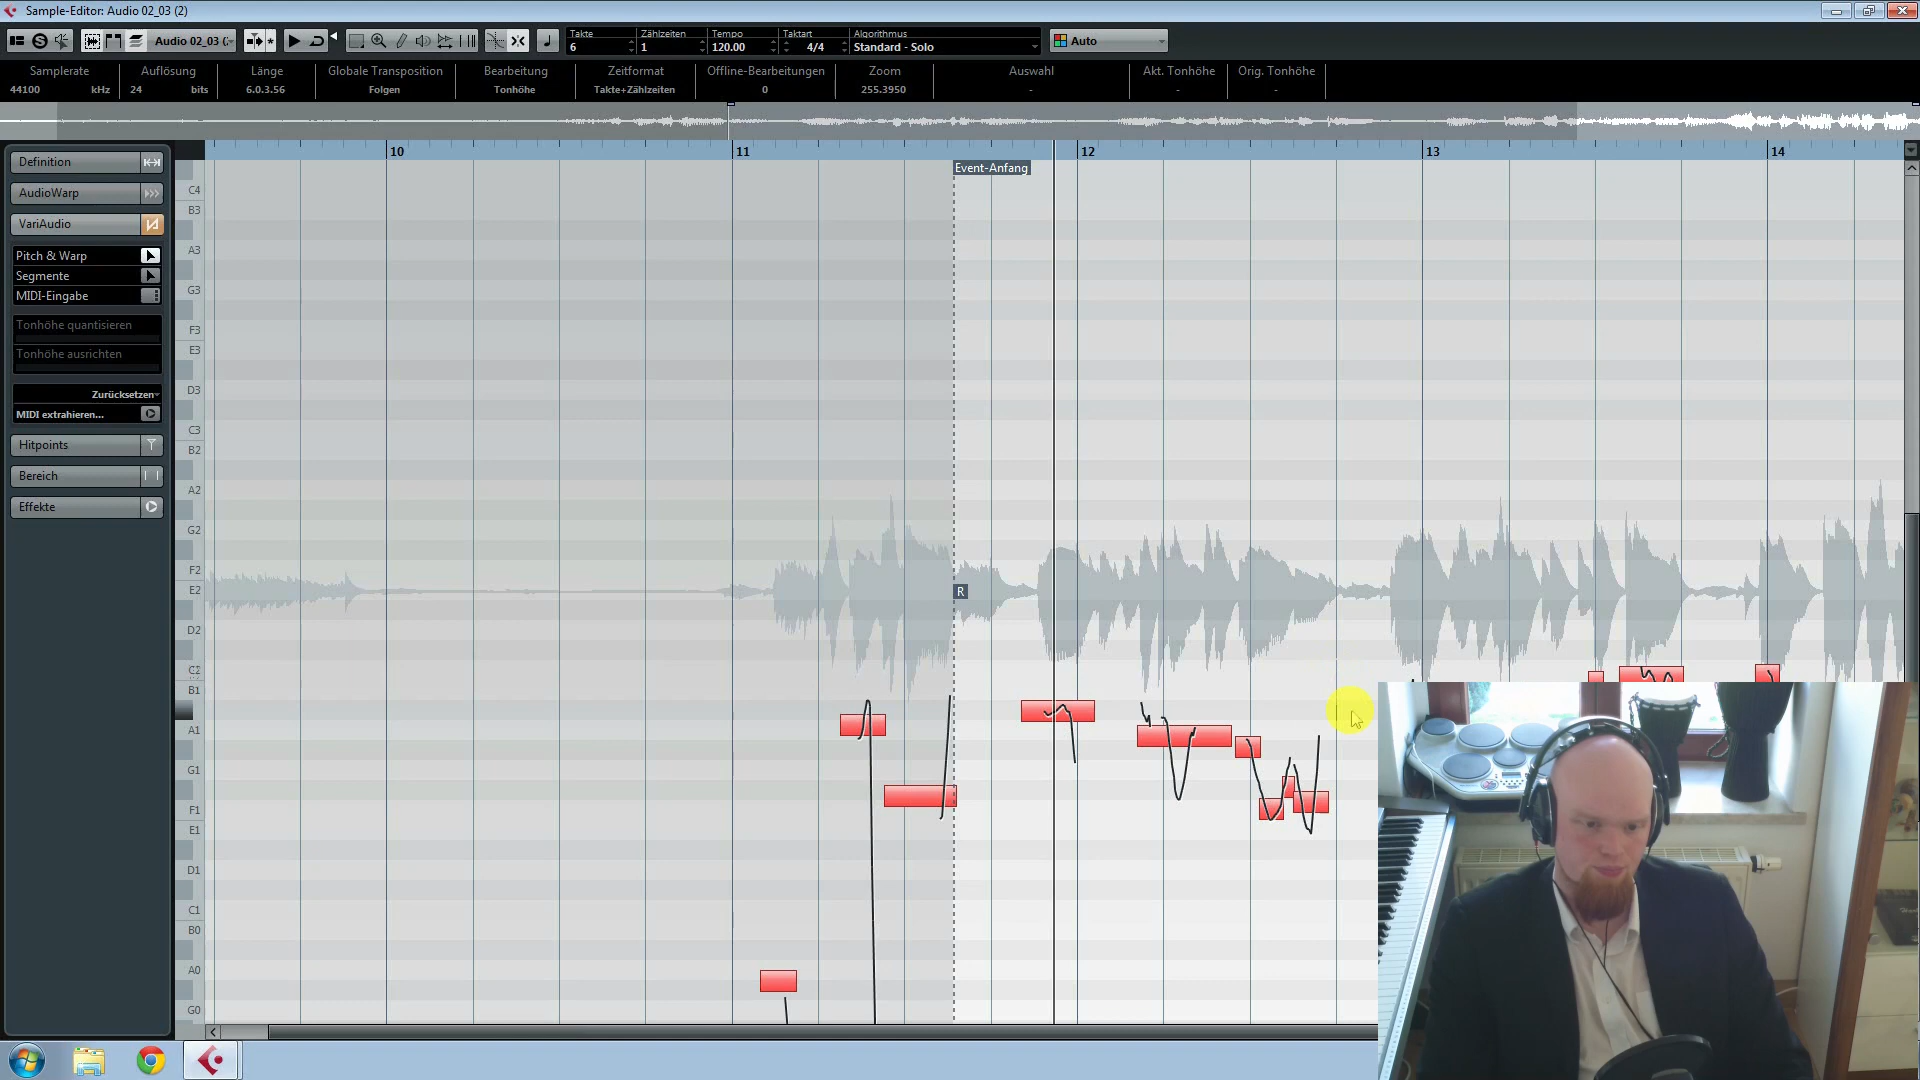 Sample-Editor: Audio 02_03 (2)
Audio 02_03 (
Takte
6
Zählzeiten
1
Tempo
120.00
Taktart
4/4
Algorithmus
Standard - Solo
Auto
Samplerate
44100 kHz
Auflösung
24 bits
Länge
6.0.3.56
Globale Transposition
Folgen
Bearbeitung
Tonhöhe
Zeitformat
Takte+Zählzeiten
Offline-Bearbeitungen
0
Zoom
255.3950
Auswahl
-
Akt. Tonhöhe
-
Orig. Tonhöhe
-
10 11 12 13 14
Event-Anfang
Definition
AudioWarp
VariAudio
Pitch & Warp
Segmente
MIDI-Eingabe
Tonhöhe quantisieren
Tonhöhe ausrichten
Zurücksetzen
MIDI extrahieren...
Hitpoints
Bereich
Effekte
C4
B3
A3
G3
F3
E3
D3
C3
B2
A2
G2
F2
E2
R
D2
C2
B1
A1
G1
F1
E1
D1
C1
B0
A0
G0